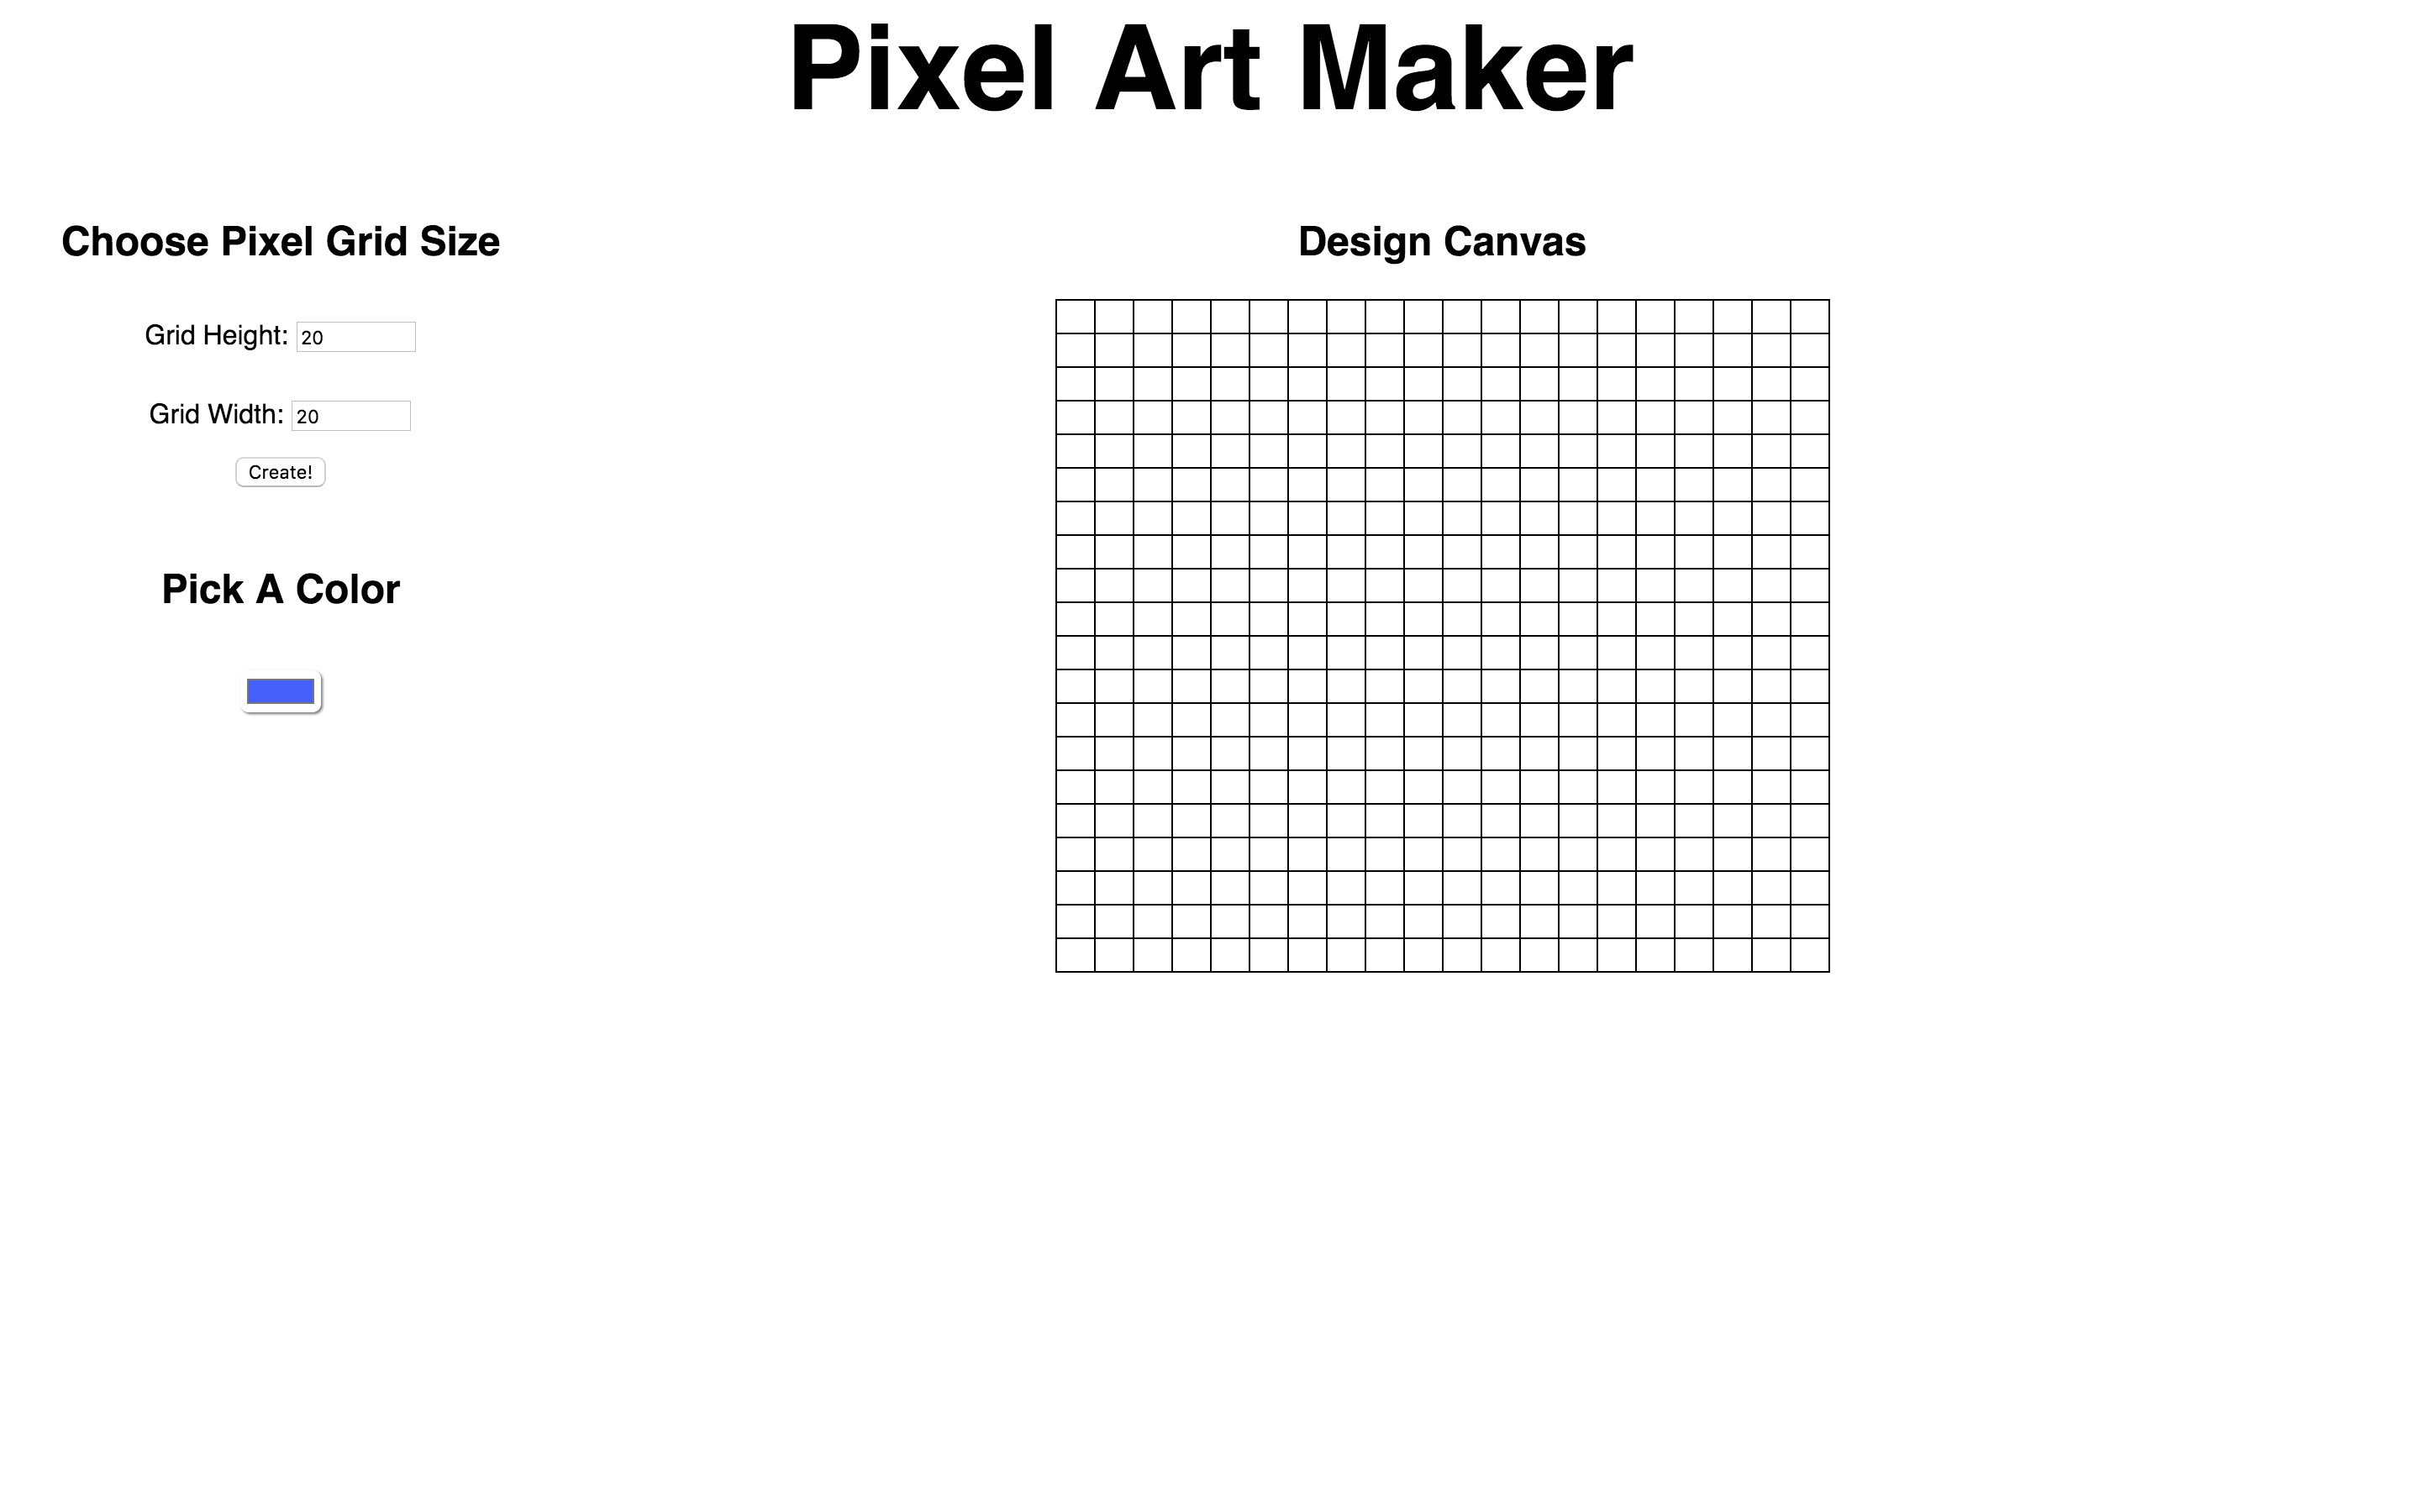 Pixel Art Maker
Choose Pixel Grid Size
Grid Height: 20
Grid Width: 20
Create!
Pick A Color
Design Canvas